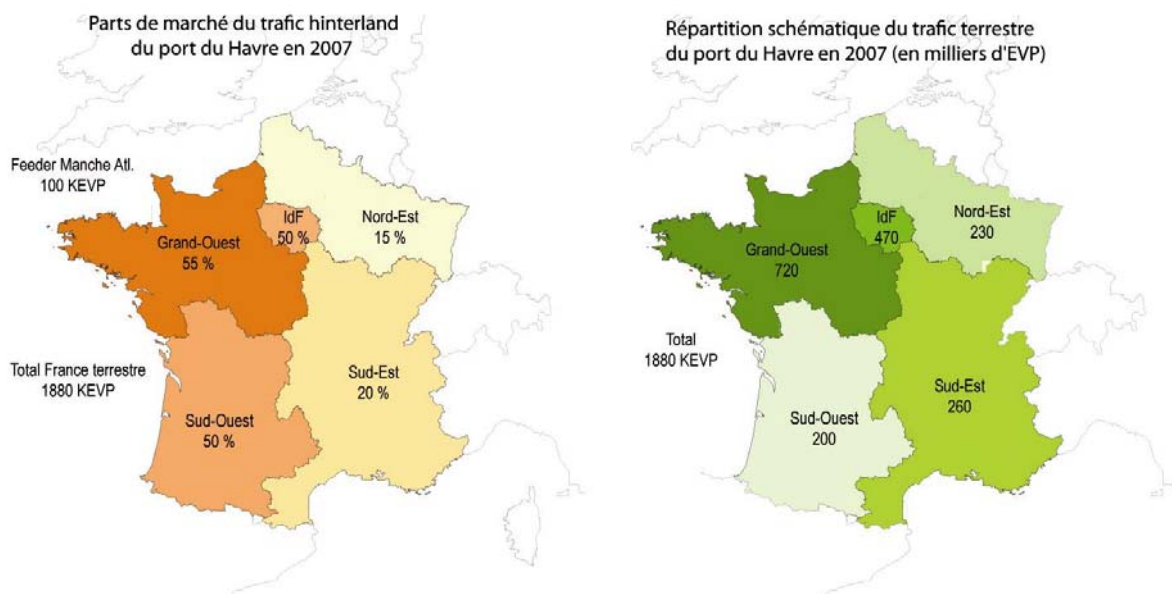 Parts de marché du trafic hinterland
du port du Havre en 2007
Feeder Manche Atl.
100 KEVP
IdF
50 %
Nord-Est
15 %
Grand-Ouest
55 %
Total France terrestre
1880 KEVP
Sud-Est
20 %
Sud-Ouest
50 %
Répartition schématique du trafic terrestre
du port du Havre en 2007 (en milliers d'EVP)
IdF
470
Nord-Est
230
Grand-Ouest
720
Total
1880 KEVP
Sud-Est
260
Sud-Ouest
200